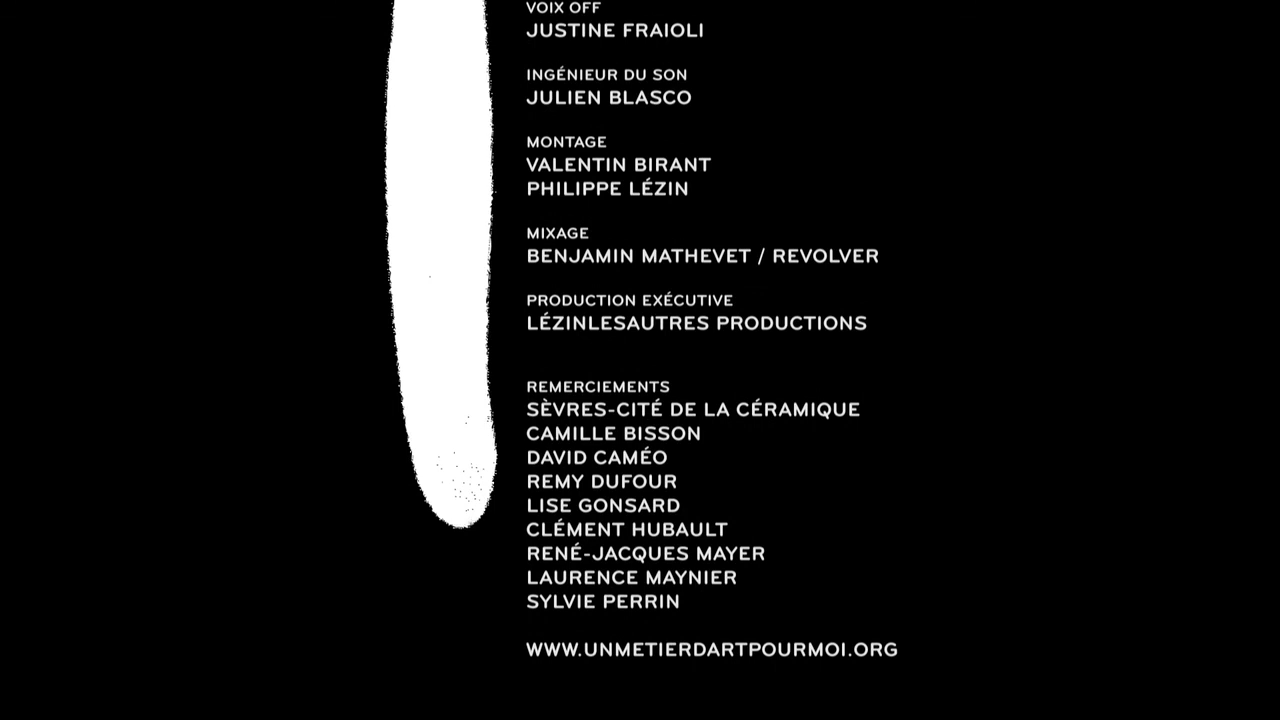 VOIX OFF
JUSTINE FRAIOLI
INGÉNIEUR DU SON
JULIEN BLASCO
MONTAGE
VALENTIN BIRANT
PHILIPPE LÉZIN
MIXAGE
BENJAMIN MATHEVET / REVOLVER
PRODUCTION EXÉCUTIVE
LÉZINLESAUTRES PRODUCTIONS
REMERCIEMENTS
SÈVRES-CITÉ DE LA CÉRAMIQUE
CAMILLE BISSON
DAVID CAMÉO
REMY DUFOUR
LISE GONSARD
CLÉMENT HUBAULT
RENÉ-JACQUES MAYER
LAURENCE MAYNIER
SYLVIE PERRIN
WWW.UNMETIERDARTPOURMOI.ORG